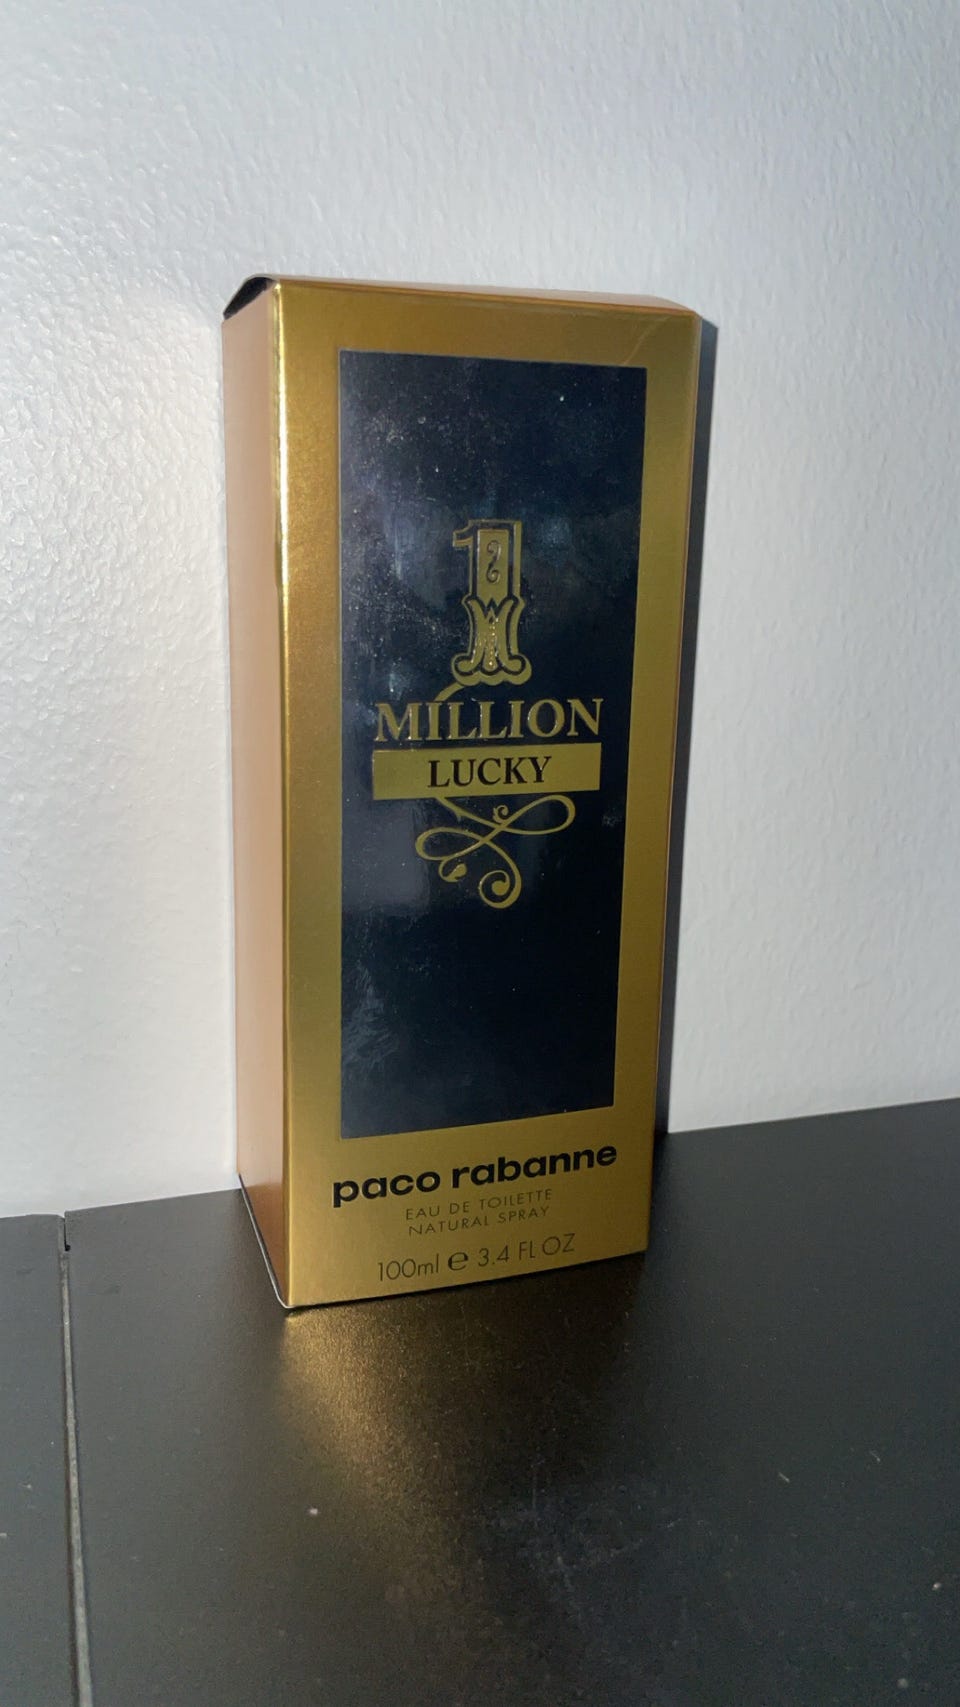 1
MILLION
LUCKY
paco rabanne
EAU DE TOILETTE
NATURAL SPRAY
100ml ℮ 3.4 FL OZ